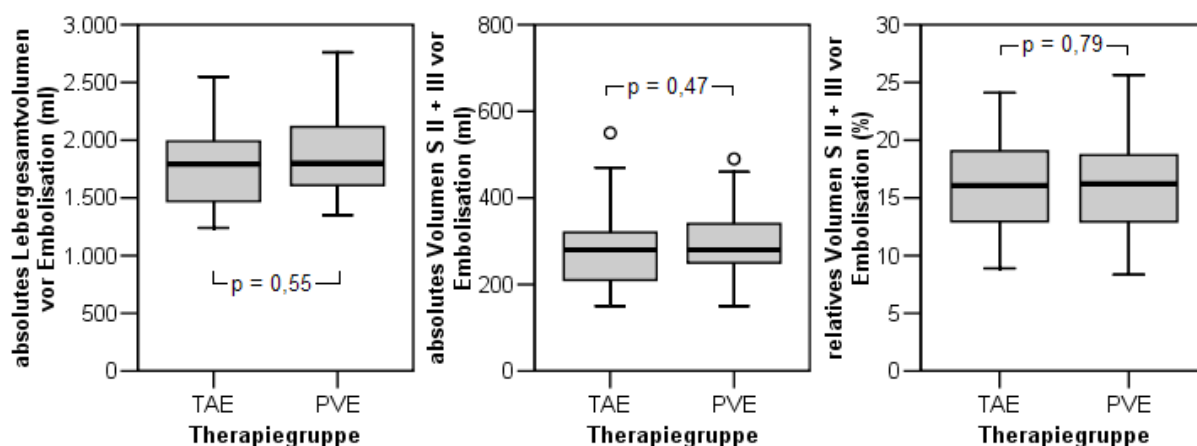 absolutes Lebergesamtvolumen
vor Embolisation (ml)
3.000
2.500
2.000
1.500
1.000
500
0
p = 0,55
TAE
PVE
Therapiegruppe
absolutes Volumen S II + III vor
Embolisation (ml)
800
600
400
200
0
p = 0,47
TAE
PVE
Therapiegruppe
relatives Volumen S II + III vor
Embolisation (%)
30
25
20
15
10
5
0
p = 0,79
TAE
PVE
Therapiegruppe